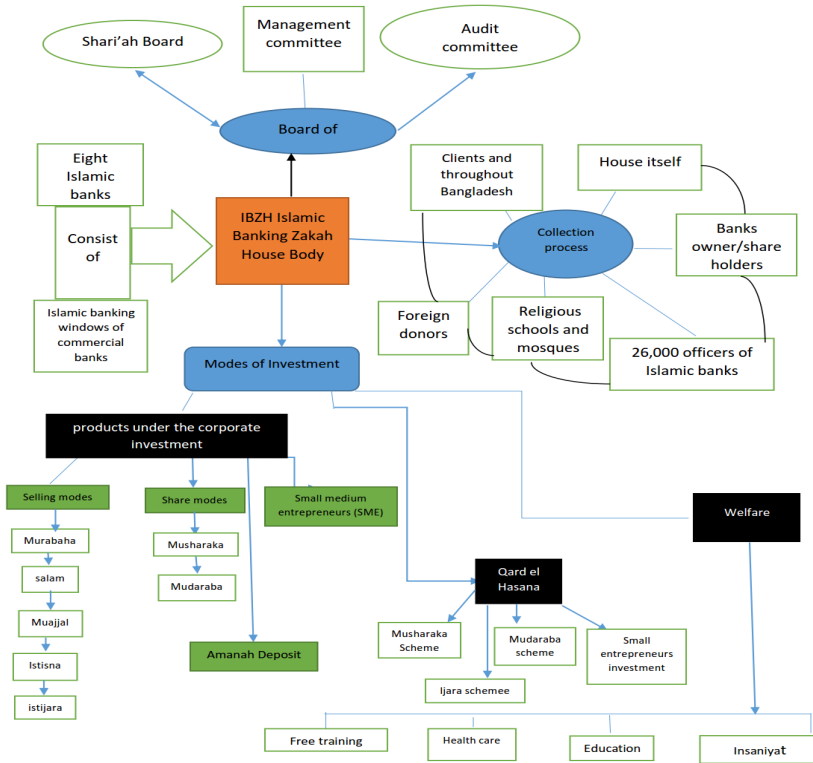 Shari'ah Board
Management
committee
Audit
committee
Board of
Eight
Islamic
banks
Consist
of
Islamic banking
windows of
commercial
banks
IBZH Islamic
Banking Zakah
House Body
Clients and
throughout
Bangladesh
House itself
Collection
process
Banks
owner/share
holders
Foreign
donors
Religious
schools and
mosques
26,000 officers of
Islamic banks
Modes of Investment
products under the corporate
investment
Selling modes
Share modes
Small medium
entrepreneurs (SME)
Welfare
Murabaha
salam
Muajjal
Istisna
istijara
Musharaka
Mudaraba
Amanah Deposit
Qard el
Hasana
Musharaka
Scheme
Ijara schemee
Mudaraba
scheme
Small
entrepreneurs
investment
Free training
Health care
Education
Insaniyat